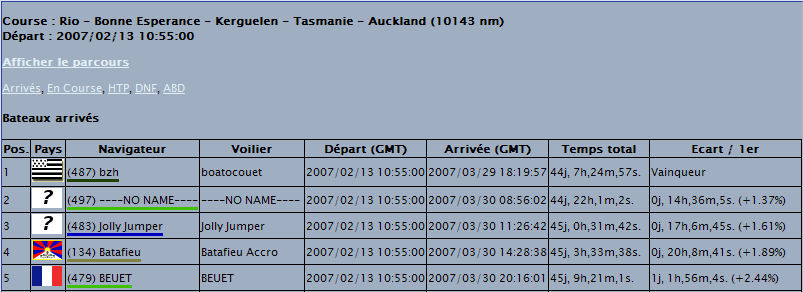 Course : Rio - Bonne Esperance - Kerguelen - Tasmanie - Auckland (10143 nm)
Départ : 2007/02/13 10:55:00
Afficher le parcours
Arrivés, En Course, HTP, DNF, ABD
Bateaux arrivés
Pos. Pays Navigateur Voilier Départ (GMT) Arrivée (GMT) Temps total Ecart / 1er
1 (487) bzh boatocouet 2007/02/13 10:55:00 2007/03/29 18:19:57 44j, 7h,24m,57s. Vainqueur
2 ? (497) ----NO NAME---- ----NO NAME---- 2007/02/13 10:55:00 2007/03/30 08:56:02 44j, 22h,1m,2s. 0j, 14h,36m,5s. (+1.37%)
3 ? (483) Jolly Jumper Jolly Jumper 2007/02/13 10:55:00 2007/03/30 11:26:42 45j, 0h,31m,42s. 0j, 17h,6m,45s. (+1.61%)
4 (134) Batafieu Batafieu Accro 2007/02/13 10:55:00 2007/03/30 14:28:38 45j, 3h,33m,38s. 0j, 20h,8m,41s. (+1.89%)
5 (479) BEUET BEUET 2007/02/13 10:55:00 2007/03/30 20:16:01 45j, 9h,21m,1s. 1j, 1h,56m,4s. (+2.44%)